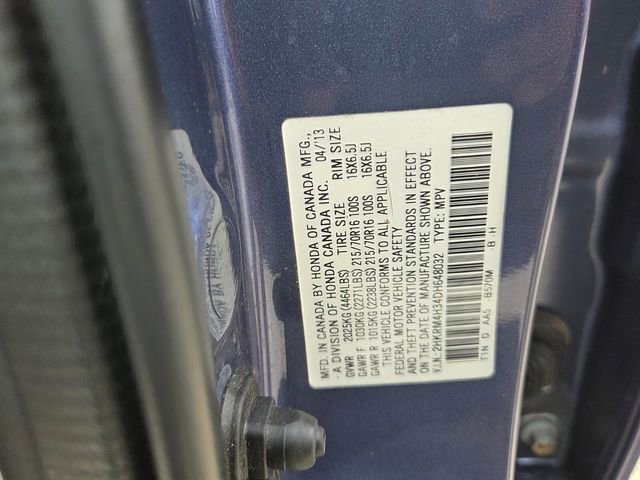 MFD. IN CANADA BY HONDA OF CANADA MFG.,
- A DIVISION OF HONDA CANADA INC. 04/13
GVWR 2025KG(4464LBS) TIRE SIZE RIM SIZE
GAWR F 1030KG(2271LBS) 215/70R16 100S 16X6.5J
GAWR R 1015KG(2238LBS) 215/70R16 100S 16X6.5J
THIS VEHICLE CONFORMS TO ALL APPLICABLE
FEDERAL MOTOR VEHICLE SAFETY
AND THEFT PREVENTION STANDARDS IN EFFECT
ON THE DATE OF MANUFACTURE SHOWN ABOVE.
V.I.N.: 2HKRM4H34DH648032 TYPE: MPV
T1N D AA5 B570M B H